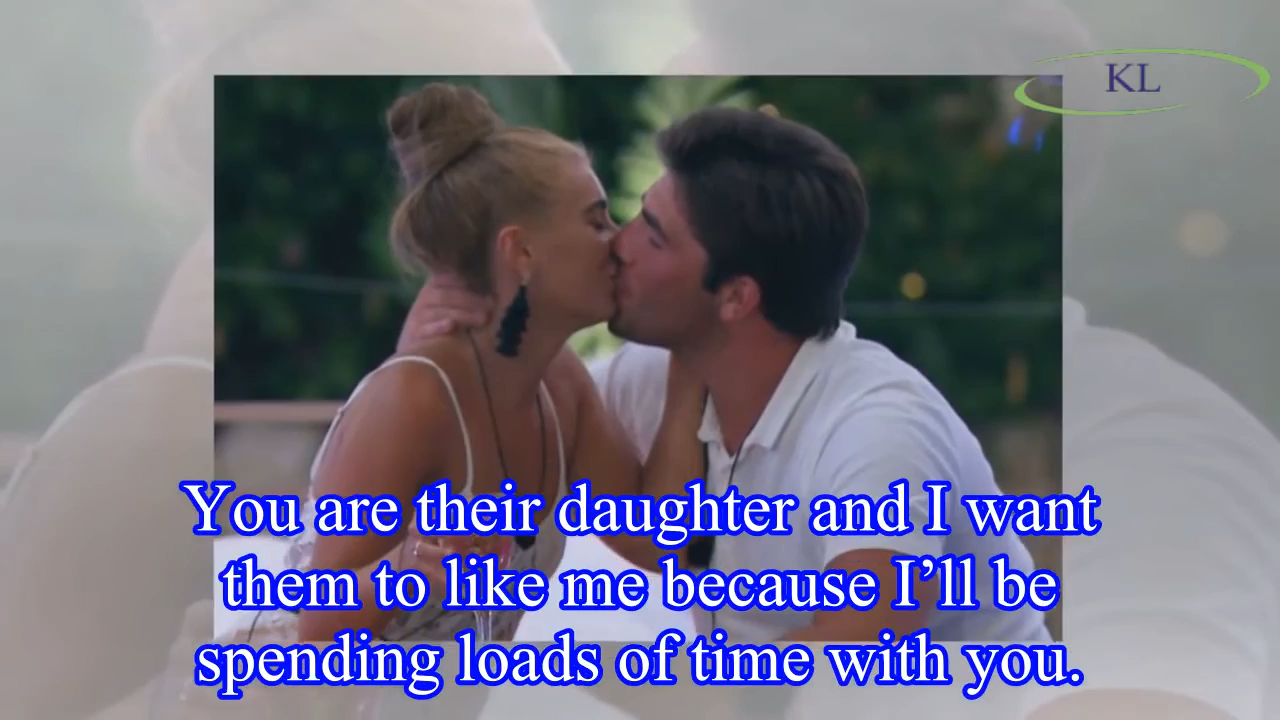 KL
You are their daughter and I want
them to like me because I’ll be
spending loads of time with you.